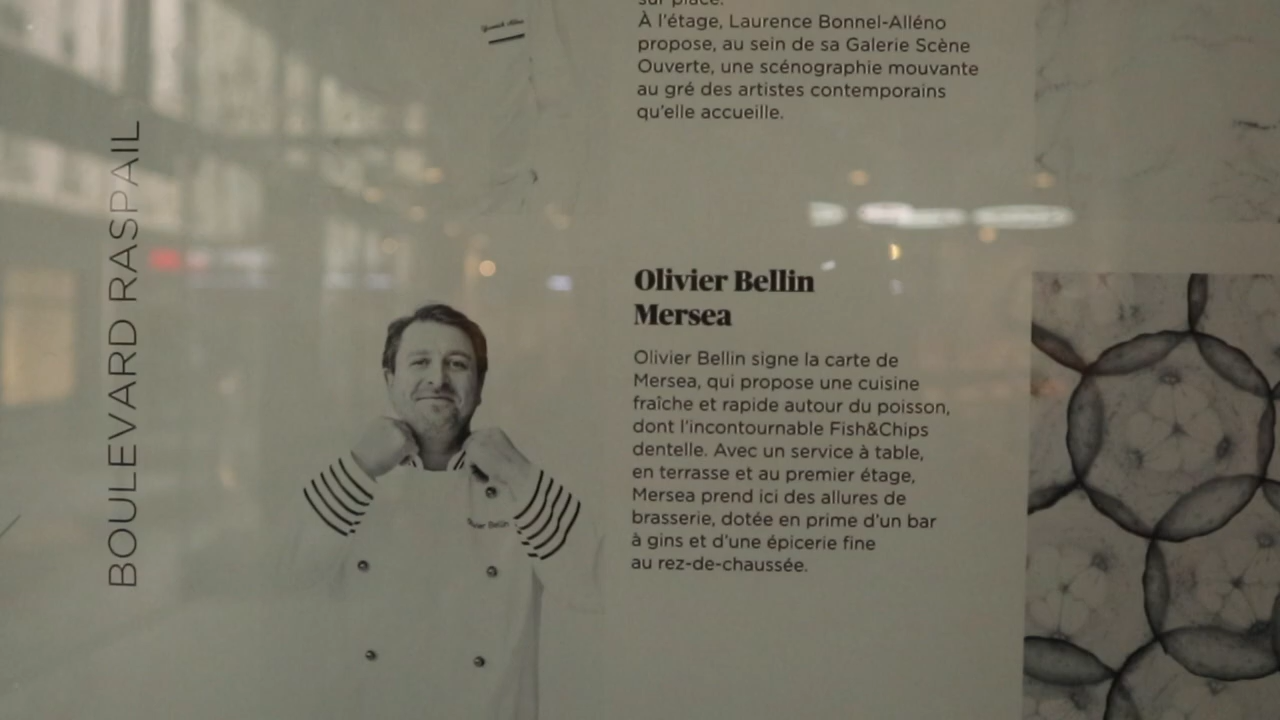 sur place.
À l'étage, Laurence Bonnel-Alléno
propose, au sein de sa Galerie Scène
Ouverte, une scénographie mouvante
au gré des artistes contemporains
qu'elle accueille.
BOULEVARD RASPAIL
Olivier Bellin
Mersea
Olivier Bellin signe la carte de
Mersea, qui propose une cuisine
fraîche et rapide autour du poisson,
dont l'incontournable Fish&Chips
dentelle. Avec un service à table,
en terrasse et au premier étage,
Mersea prend ici des allures de
brasserie, dotée en prime d'un bar
à gins et d'une épicerie fine
au rez-de-chaussée.
Olivier Bellin